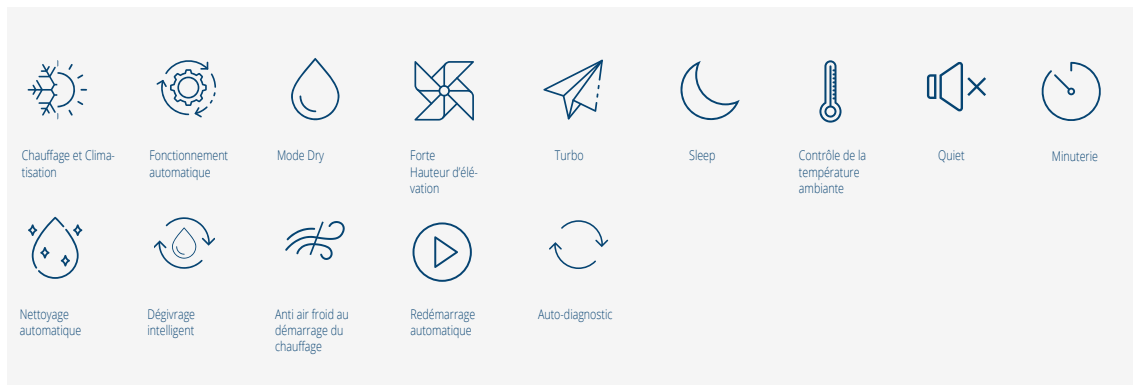 Chauffage et Clima-
tisation
Fonctionnement
automatique
Mode Dry
Forte
Hauteur d'élé-
vation
Turbo
Sleep
Contrôle de la
température
ambiante
Quiet
Minuterie
Nettoyage
automatique
Dégivrage
intelligent
Anti air froid au
démarrage du
chauffage
Redémarrage
automatique
Auto-diagnostic